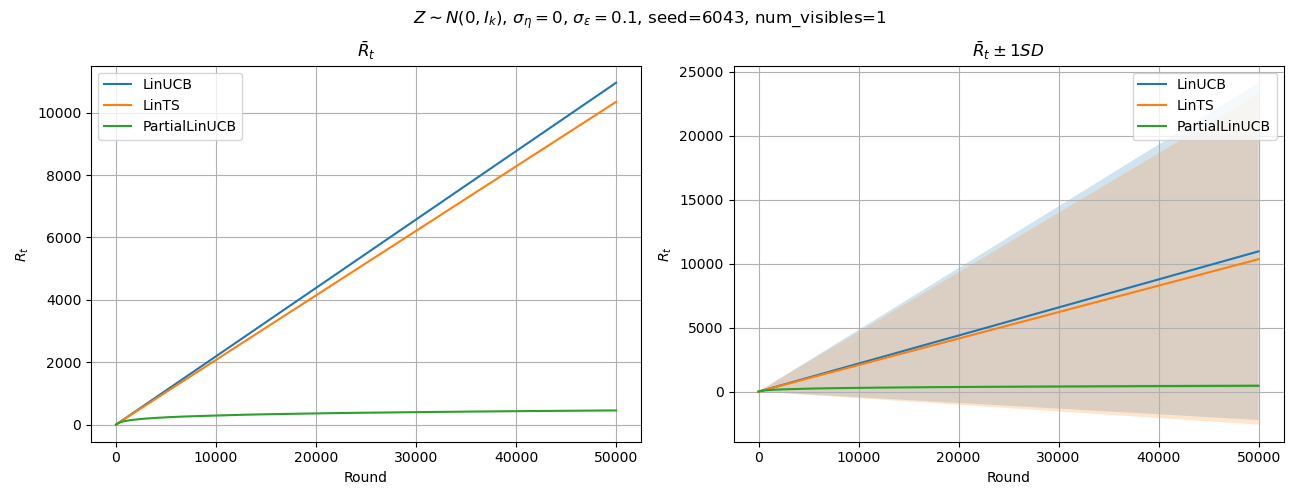 Z ∼ N(0, I_k), σ_η = 0, σ_ε = 0.1, seed=6043, num_visibles=1
R̄_t
LinUCB
LinTS
PartialLinUCB
10000
8000
6000
4000
2000
0
R_t
0 10000 20000 30000 40000 50000
Round
R̄_t ± 1SD
LinUCB
LinTS
PartialLinUCB
25000
20000
15000
10000
5000
0
R_t
0 10000 20000 30000 40000 50000
Round